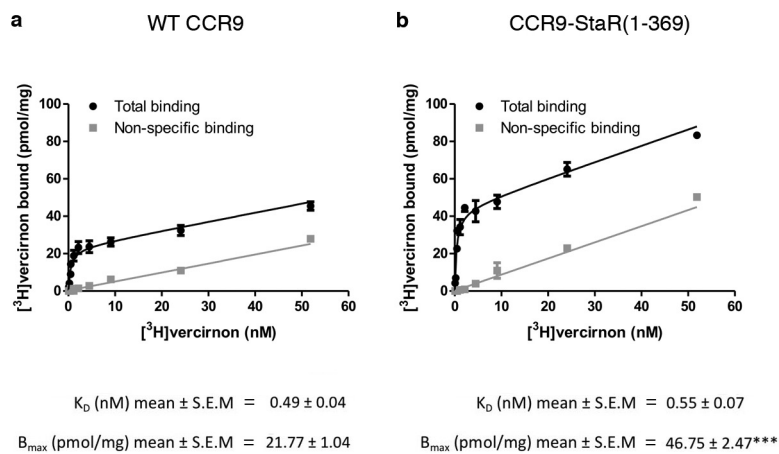 a
WT CCR9
[³H]vercirnon bound (pmol/mg)
100
80
60
40
20
0
Total binding
Non-specific binding
0 10 20 30 40 50 60
[³H]vercirnon (nM)
K_D (nM) mean ± S.E.M = 0.49 ± 0.04
B_max (pmol/mg) mean ± S.E.M = 21.77 ± 1.04
b
CCR9-StaR(1-369)
[³H]vercirnon bound (pmol/mg)
100
80
60
40
20
0
Total binding
Non-specific binding
0 10 20 30 40 50 60
[³H]vercirnon (nM)
K_D (nM) mean ± S.E.M = 0.55 ± 0.07
B_max (pmol/mg) mean ± S.E.M = 46.75 ± 2.47***